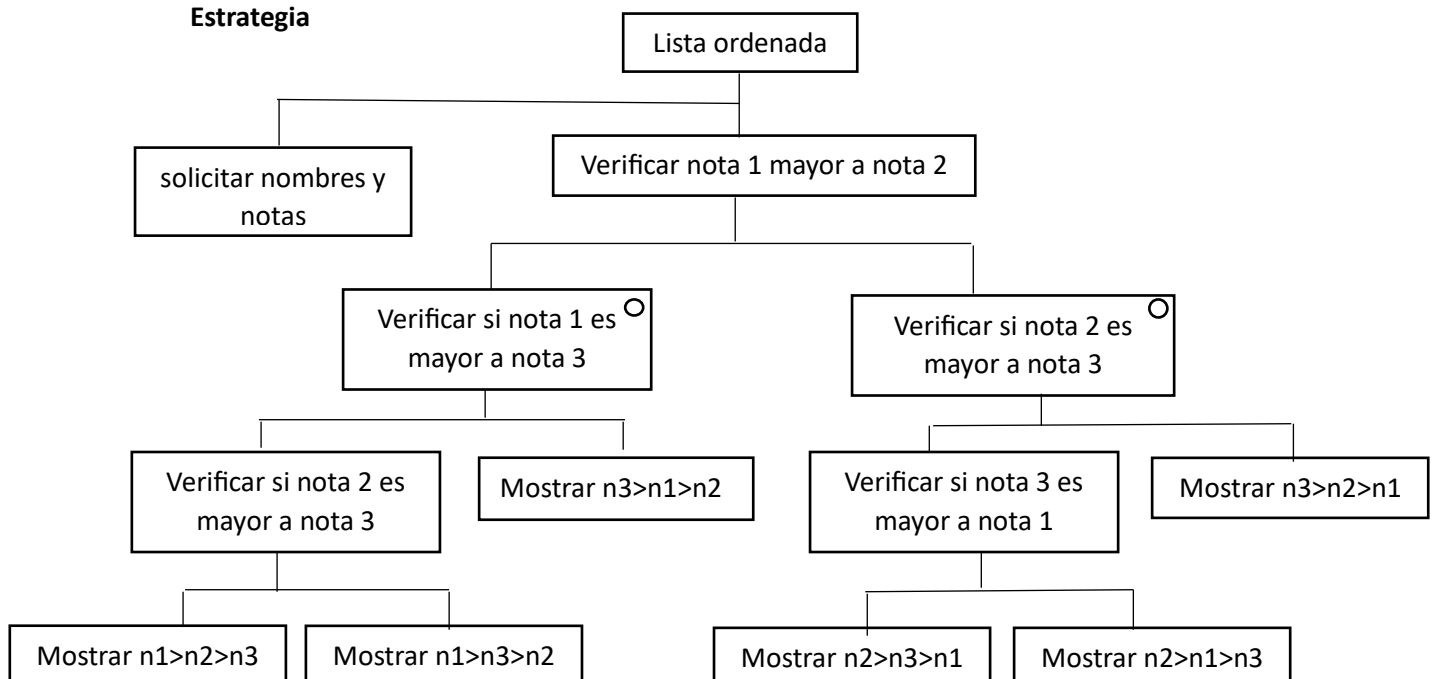 Estrategia
Lista ordenada
solicitar nombres y
notas
Verificar nota 1 mayor a nota 2
Verificar si nota 1 es
mayor a nota 3
Verificar si nota 2 es
mayor a nota 3
Verificar si nota 2 es
mayor a nota 3
Mostrar n3>n1>n2
Verificar si nota 3 es
mayor a nota 1
Mostrar n3>n2>n1
Mostrar n1>n2>n3
Mostrar n1>n3>n2
Mostrar n2>n3>n1
Mostrar n2>n1>n3